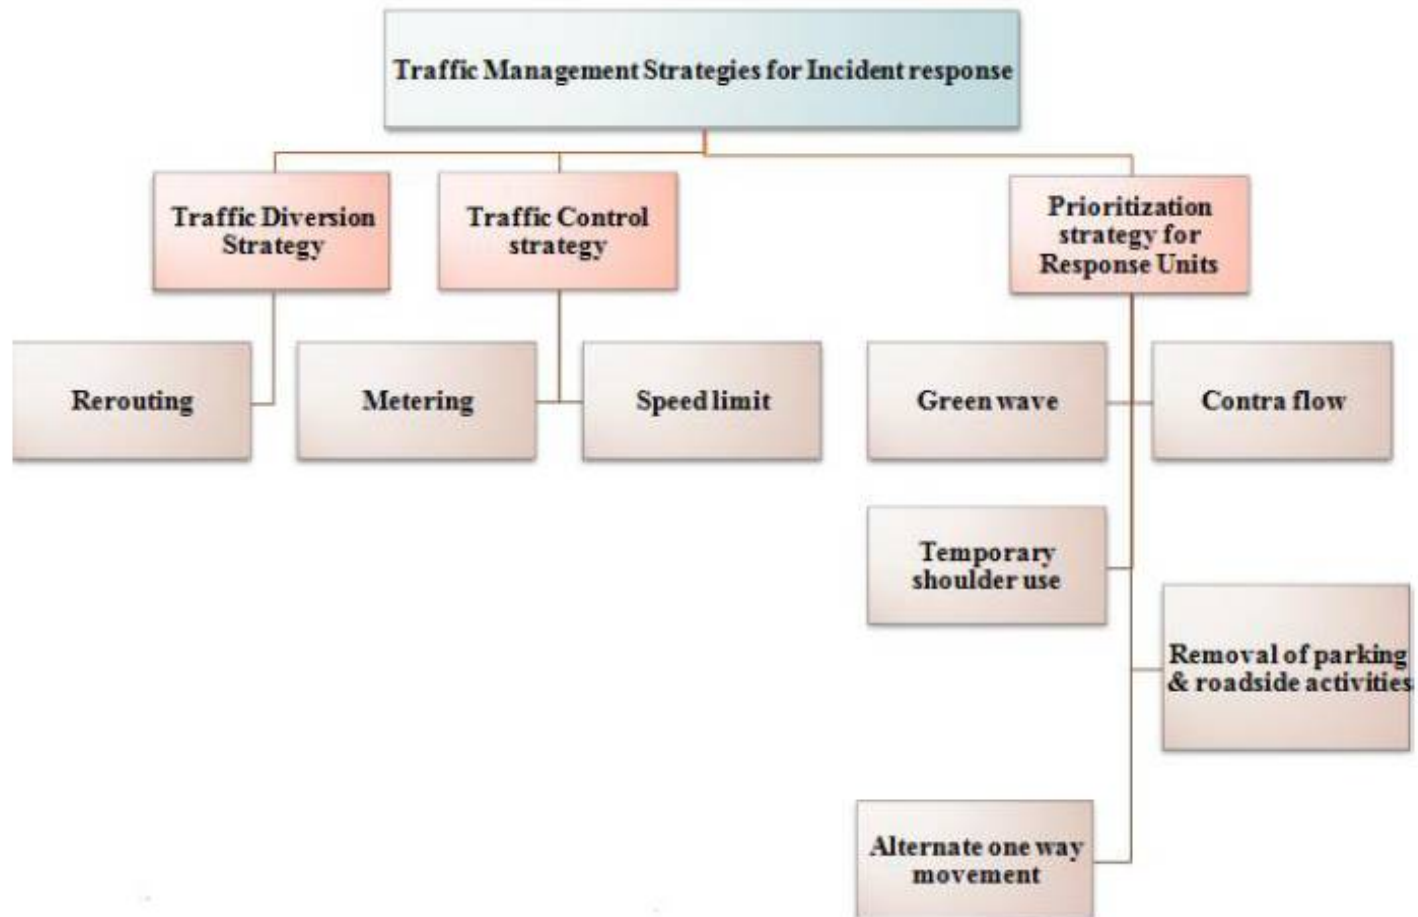 Traffic Management Strategies for Incident response
Traffic Diversion
Strategy
Traffic Control
strategy
Prioritization
strategy for
Response Units
Rerouting
Metering
Speed limit
Green wave
Contra flow
Temporary
shoulder use
Removal of parking
& roadside activities
Alternate one way
movement